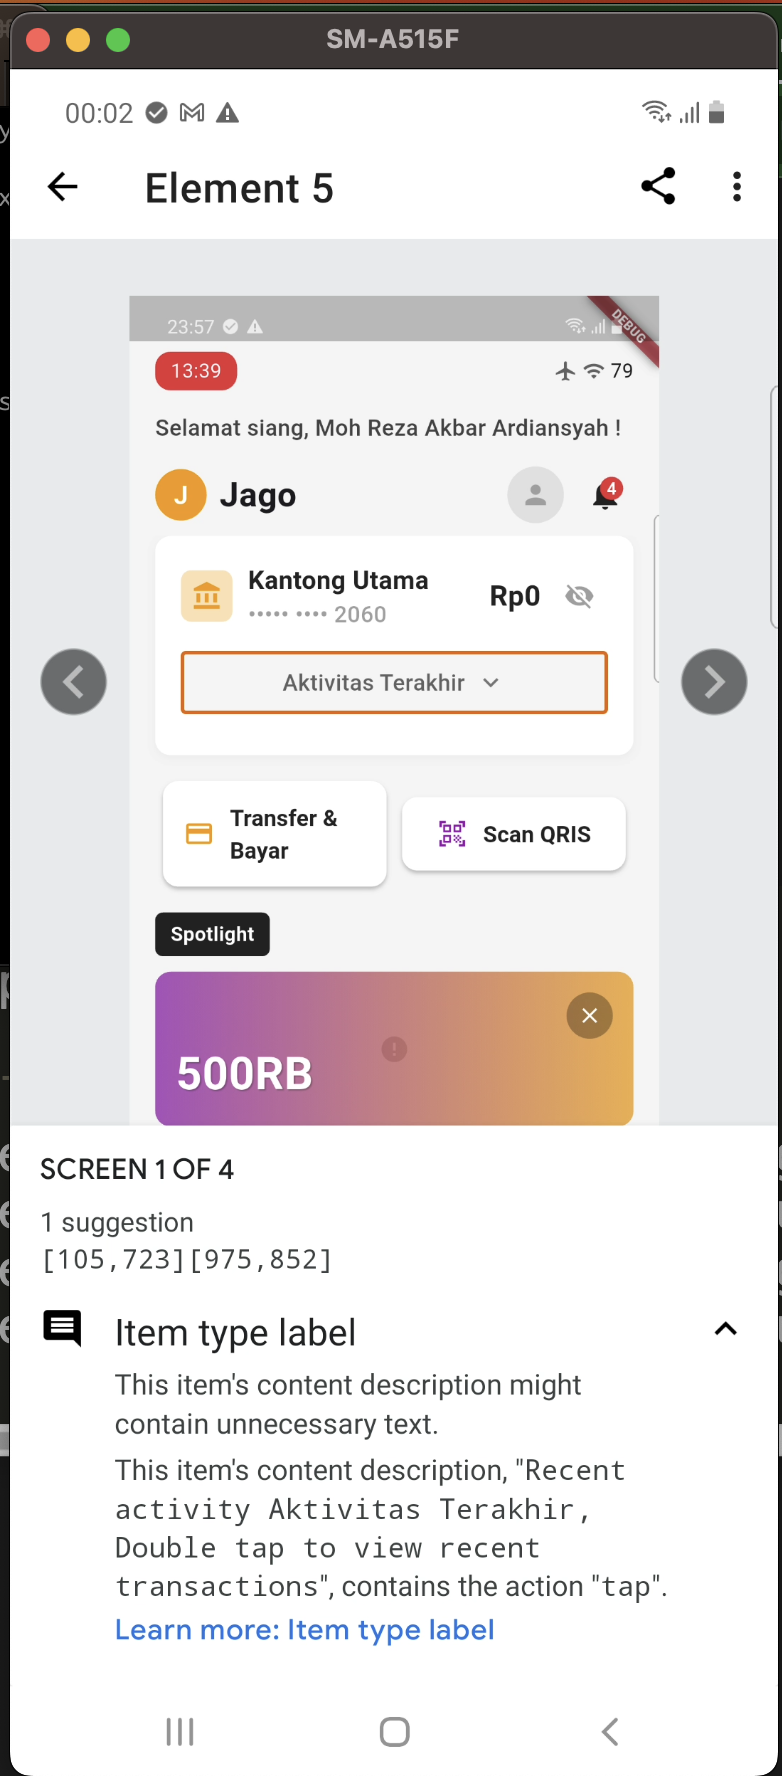 SM-A515F
00:02
Element 5
23:57
DEBUG
13:39
79
Selamat siang, Moh Reza Akbar Ardiansyah !
J
Jago
4
Kantong Utama
Rp0
••••• •••• 2060
Aktivitas Terakhir
Transfer &
Bayar
Scan QRIS
Spotlight
500RB
SCREEN 1 OF 4
1 suggestion
[105,723][975,852]
Item type label
This item's content description might
contain unnecessary text.
This item's content description, "Recent
activity Aktivitas Terakhir,
Double tap to view recent
transactions", contains the action "tap".
Learn more: Item type label